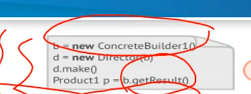 b = new ConcreteBuilder1()
d = new Director(b)
d.make()
Product1 p = b.getResult()